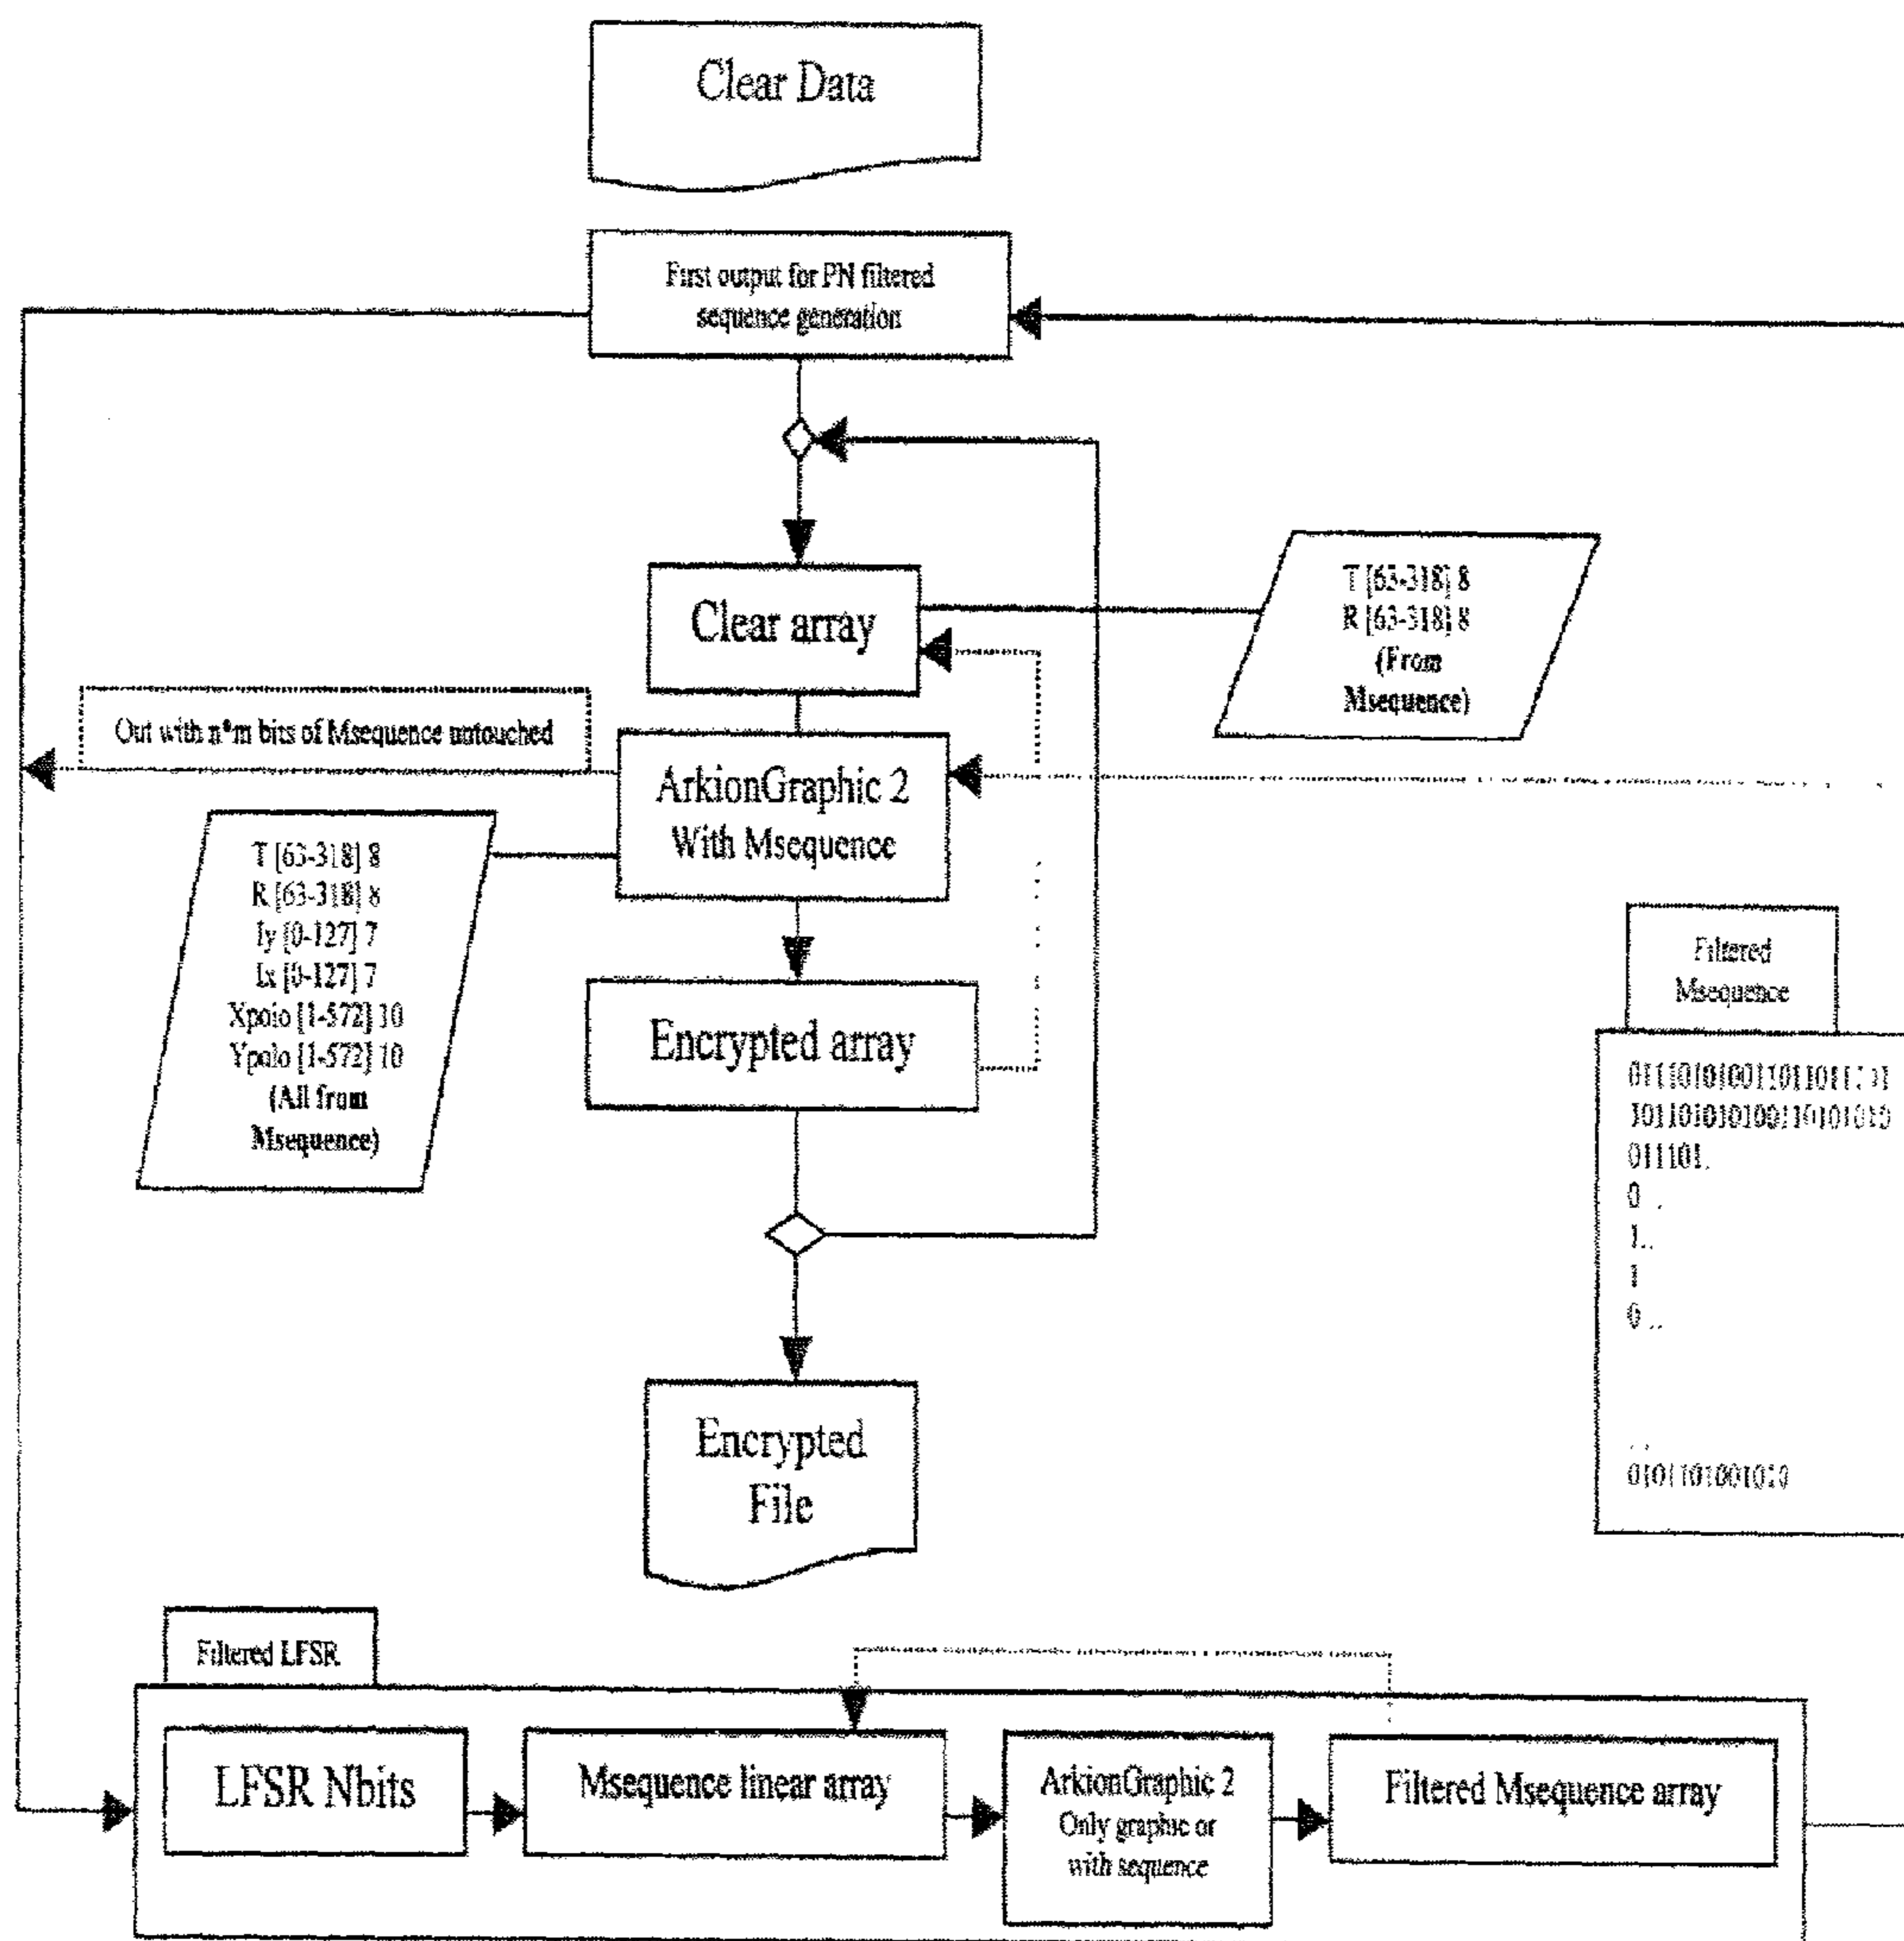 Clear Data
First output for PN filtered
sequence generation
Clear array
T [63-318] 8
R [63-318] 8
(From
Msequence)
Out with n*m bits of Msequence untouched
ArkionGraphic 2
With Msequence
T [63-318] 8
R [63-318] 8
Iy [0-127] 7
Ix [0-127] 7
Xpolo [1-572] 10
Ypolo [1-572] 10
(All from
Msequence)
Encrypted array
Filtered
Msequence
101101010100110101010
011101.
0 .
1..
1
0 ..
. .
0101101001010
Encrypted
File
Filtered LFSR
LFSR Nbits
Msequence linear array
ArkionGraphic 2
Only graphic or
with sequence
Filtered Msequence array